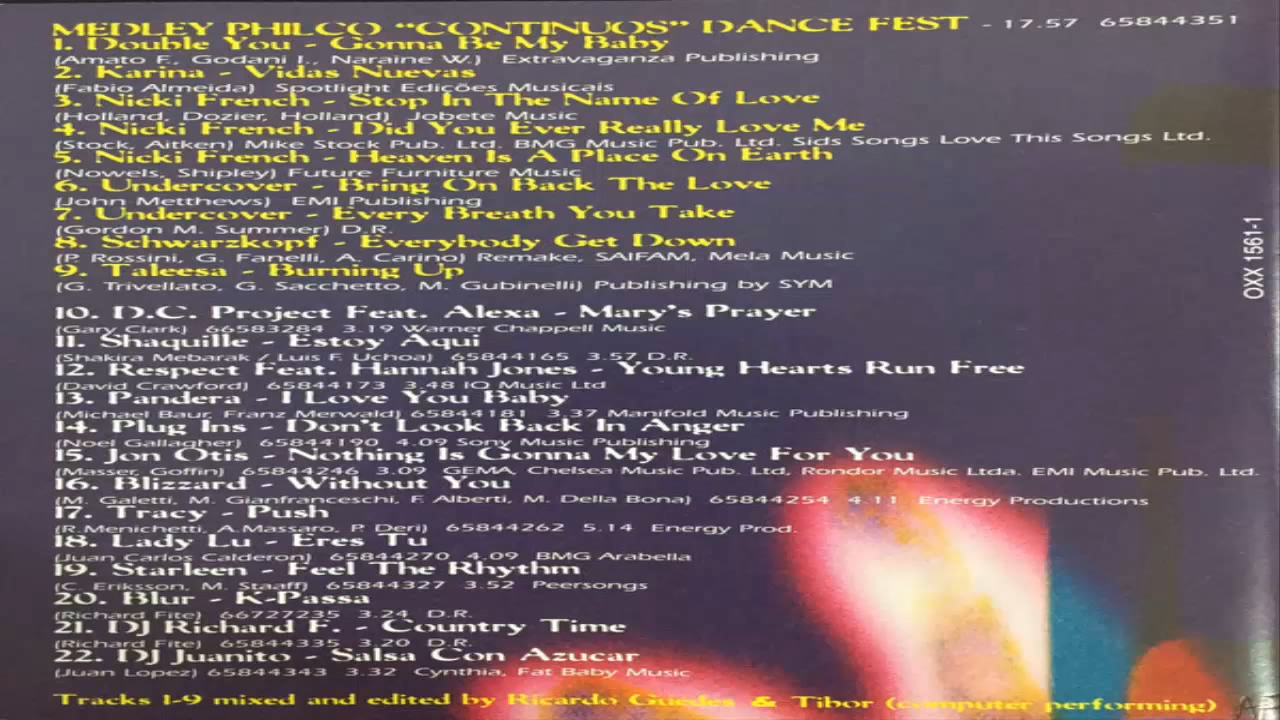 MEDLEY PHILCO "CONTINUOS" DANCE FEST - 17.57 65844351
1. Double You - Gonna Be My Baby
(Amato F., Godani I., Naraine W.) Extravaganza Publishing
2. Karina - Vidas Nuevas
(Fabio Almeida) Spotlight Edições Musicais
3. Nicki French - Stop In The Name Of Love
(Holland, Dozier, Holland) Jobete Music
4. Nicki French - Did You Ever Really Love Me
(Stock, Aitken) Mike Stock Pub. Ltd. BMG Music Pub. Ltd. Sids Songs Love This Songs Ltd.
5. Nicki French - Heaven Is A Place On Earth
(Nowels, Shipley) Future Furniture Music
6. Undercover - Bring On Back The Love
(John Metthews) EMI Publishing
7. Undercover - Every Breath You Take
(Gordon M. Summer) D.R.
8. Schwarzkopf - Everybody Get Down
(P. Rossini, G. Fanelli, A. Carino) Remake, SAIFAM, Mela Music
9. Taleesa - Burning Up
(G. Trivellato, G. Sacchetto, M. Gubinelli) Publishing by SYM
10. D.C. Project Feat. Alexa - Mary's Prayer
(Gary Clark) 66583284 3.19 Warner Chappell Music
11. Shaquille - Estoy Aqui
(Shakira Mebarak / Luis F. Uchoa) 65844165 3.57 D.R.
12. Respect Feat. Hannah Jones - Young Hearts Run Free
(David Crawford) 65844173 3.48 IQ Music Ltd
13. Pandera - I Love You Baby
(Michael Baur, Franz Merwald) 65844181 3.37 Manifold Music Publishing
14. Plug Ins - Don't Look Back In Anger
(Noel Gallagher) 65844190 4.09 Sony Music Publishing
15. Jon Otis - Nothing Is Gonna My Love For You
(Masser, Goffin) 65844246 3.09 GEMA, Chelsea Music Pub. Ltd, Rondor Music Ltda. EMI Music Pub. Ltd.
16. Blizzard - Without You
(M. Galetti, M. Gianfranceschi, F. Alberti, M. Della Bona) 65844254 4.11 Energy Productions
17. Tracy - Push
(R.Menichetti, A.Massaro, P. Deri) 65844262 5.14 Energy Prod.
18. Lady Lu - Eres Tu
(Juan Carlos Calderon) 65844270 4.09 BMG Arabella
19. Starleen - Feel The Rhythm
(C. Eriksson, M. Staaff) 65844327 3.52 Peersongs
20. Blur - K-Passa
(Richard Fite) 66727235 3.24 D.R.
21. DJ Richard F. - Country Time
(Richard Fite) 65844335 3.20 D.R.
22. DJ Juanito - Salsa Con Azucar
(Juan Lopez) 65844343 3.32 Cynthia, Fat Baby Music
Tracks 1-9 mixed and edited by Ricardo Guedes & Tibor (computer performing)
OXX 1561-1